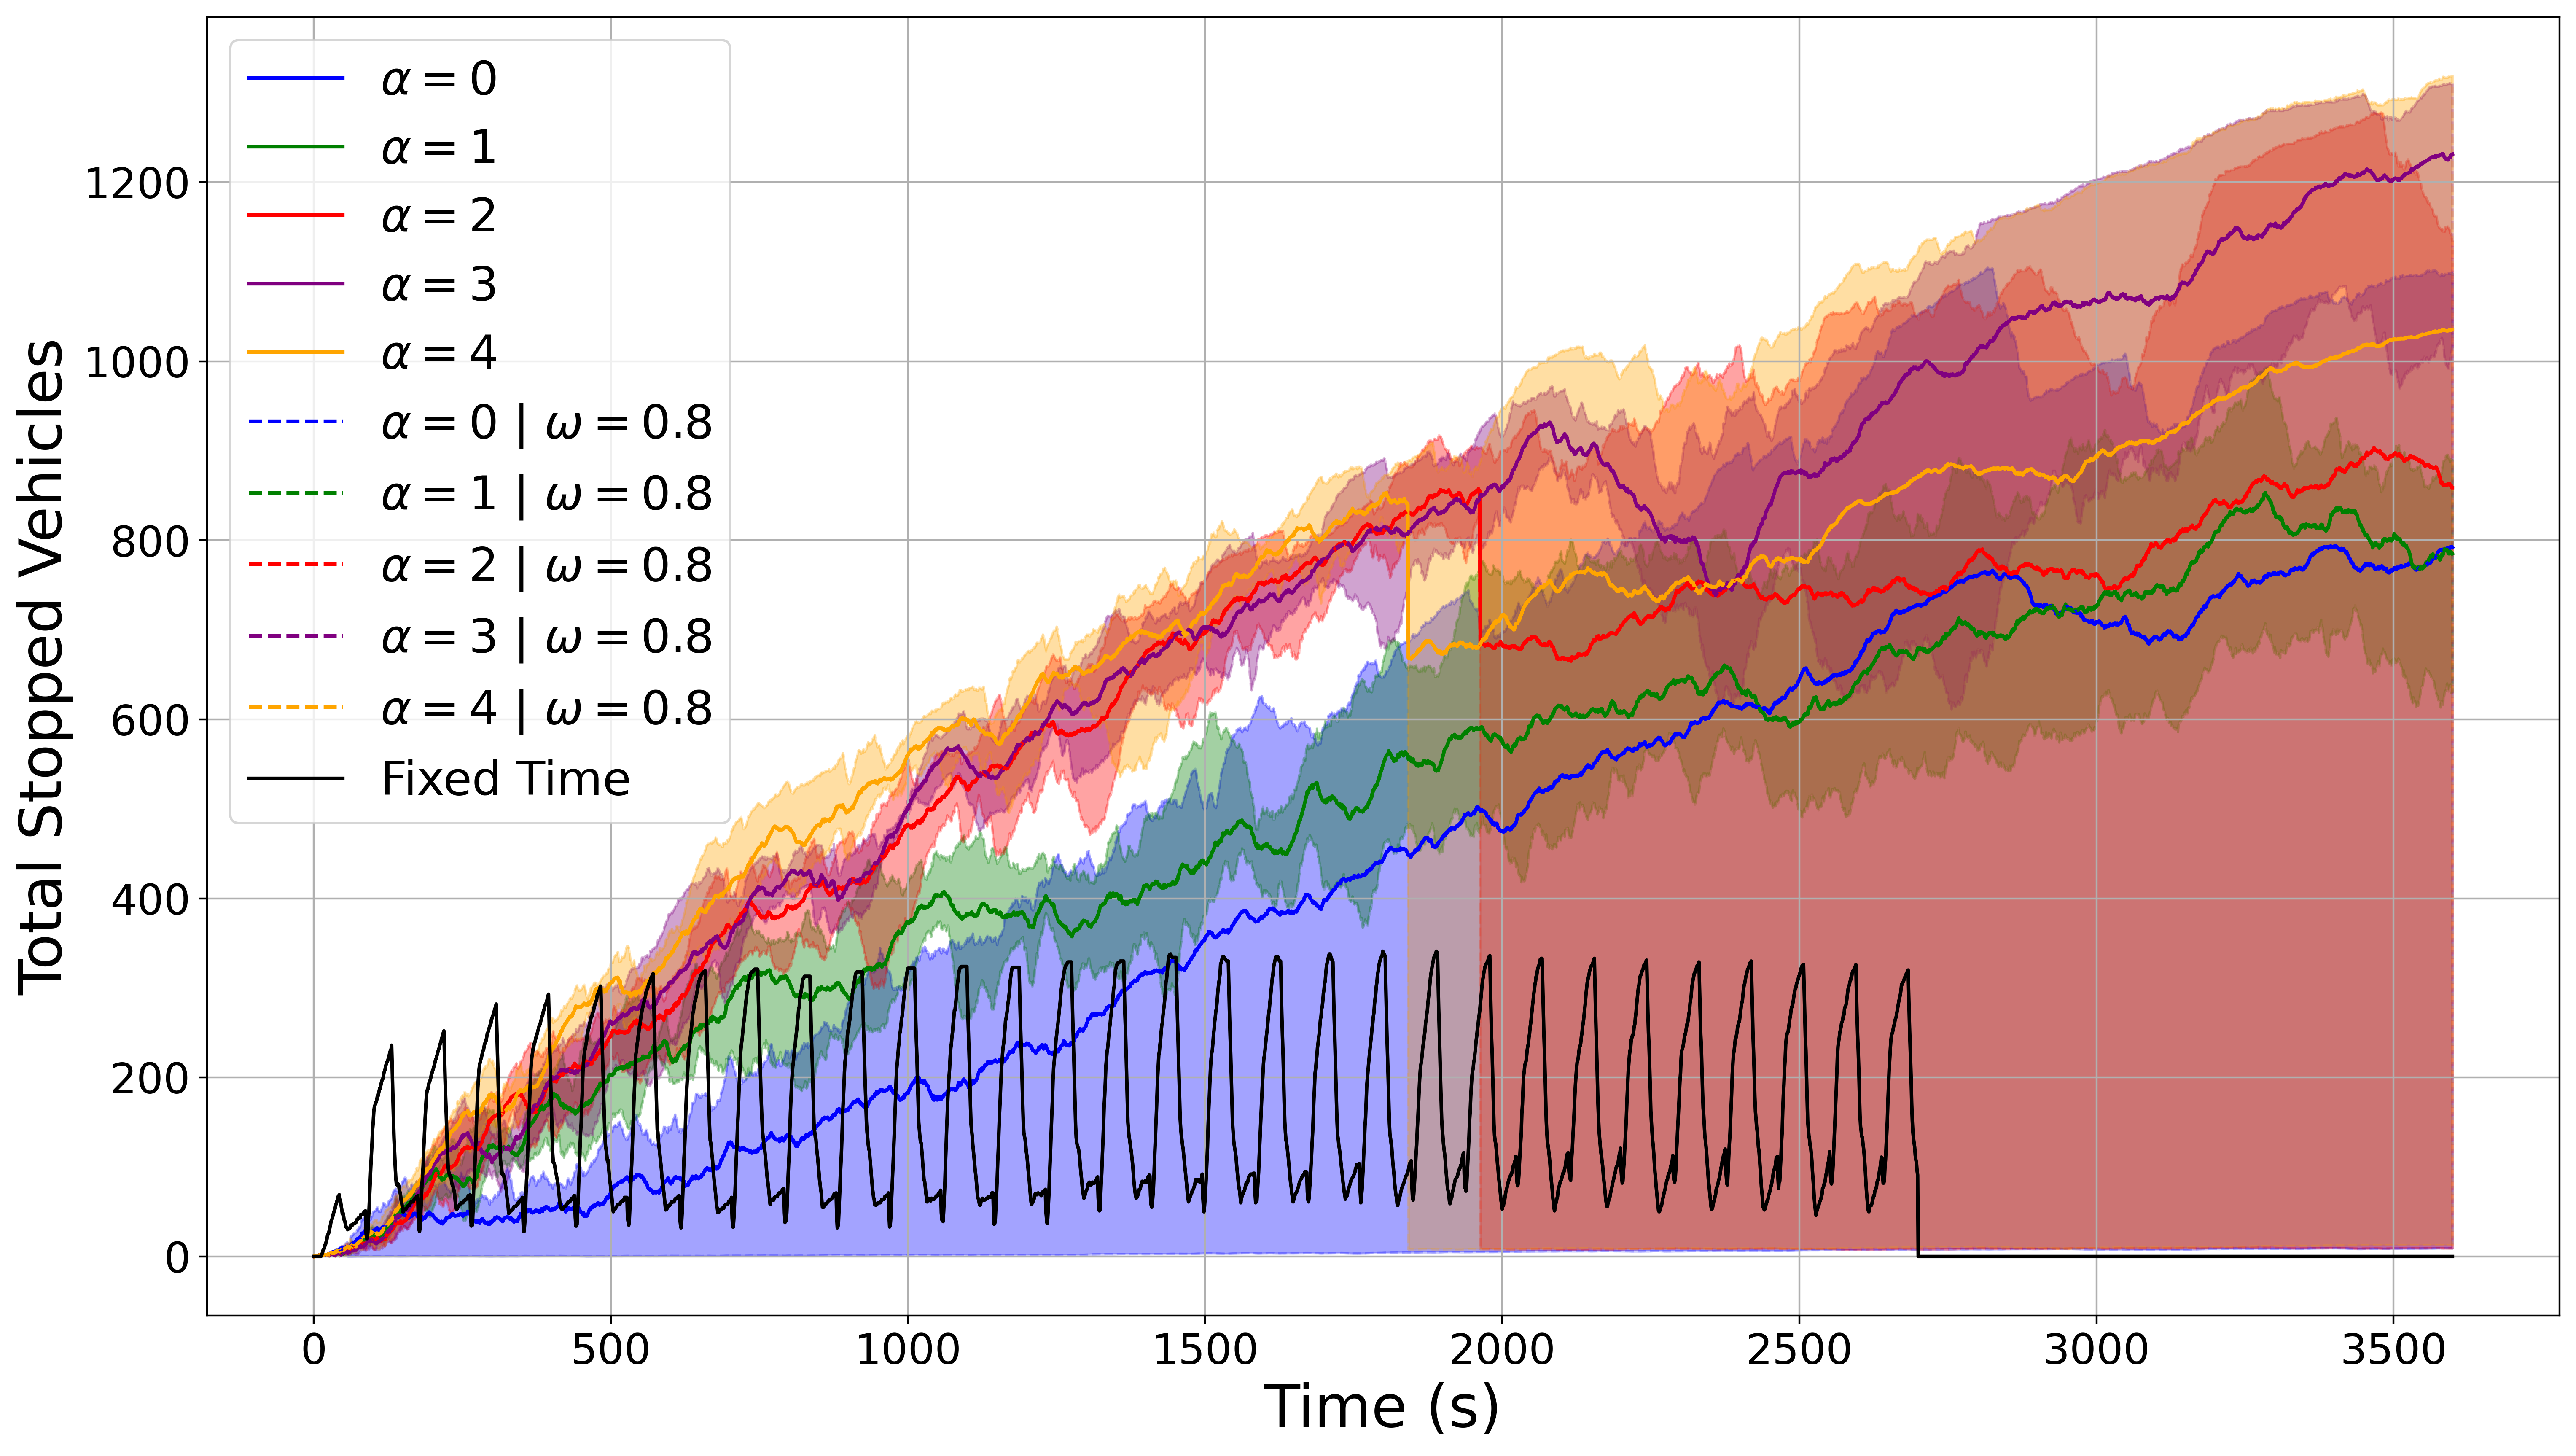 α = 0
α = 1
α = 2
α = 3
α = 4
α = 0 | ω = 0.8
α = 1 | ω = 0.8
α = 2 | ω = 0.8
α = 3 | ω = 0.8
α = 4 | ω = 0.8
Fixed Time
Total Stopped Vehicles
1200
1000
800
600
400
200
0
0 500 1000 1500 2000 2500 3000 3500
Time (s)